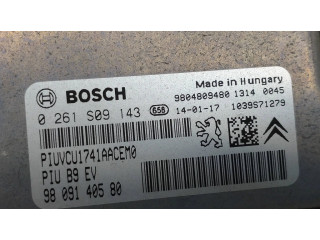 BOSCH
Made in Hungary
9804809480 1314 0045
0 261 S09 143 656 14-01-17 1039S71279
PIUVCU1741AACEM0
PIU B9 EV
98 091 405 80